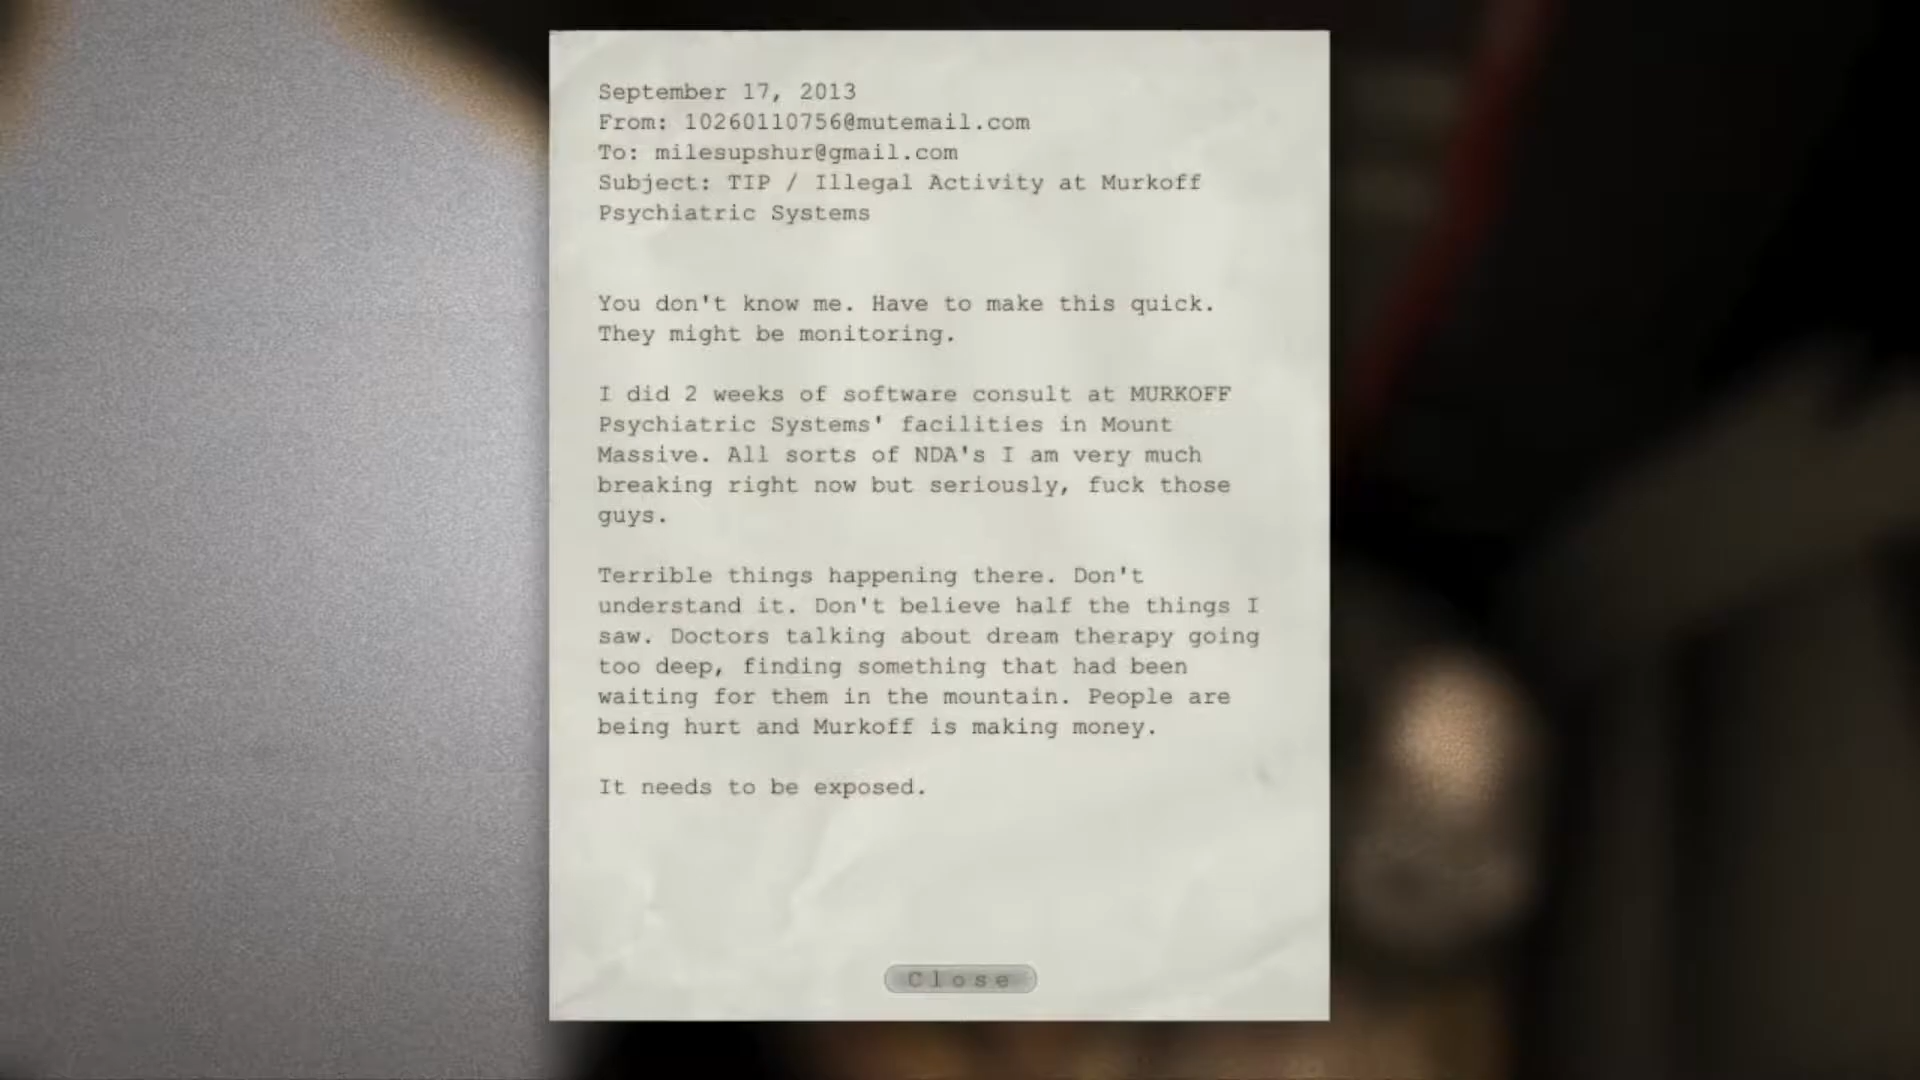 September 17, 2013
From: 10260110756@mutemail.com
To: milesupshur@gmail.com
Subject: TIP / Illegal Activity at Murkoff
Psychiatric Systems
You don't know me. Have to make this quick.
They might be monitoring.
I did 2 weeks of software consult at MURKOFF
Psychiatric Systems' facilities in Mount
Massive. All sorts of NDA's I am very much
breaking right now but seriously, fuck those
guys.
Terrible things happening there. Don't
understand it. Don't believe half the things I
saw. Doctors talking about dream therapy going
too deep, finding something that had been
waiting for them in the mountain. People are
being hurt and Murkoff is making money.
It needs to be exposed.
Close